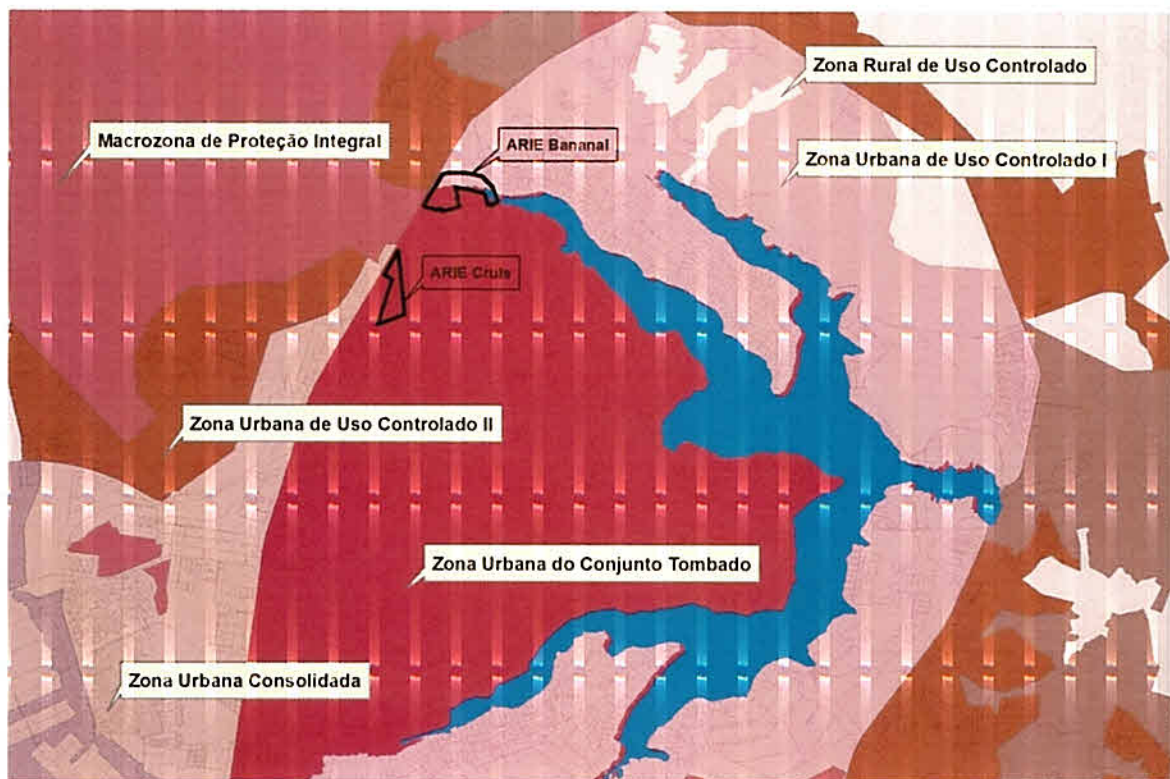 Zona Rural de Uso Controlado
Macrozona de Proteção Integral
ARIE Bananal
Zona Urbana de Uso Controlado I
ARIE Cruls
Zona Urbana de Uso Controlado II
Zona Urbana do Conjunto Tombado
Zona Urbana Consolidada